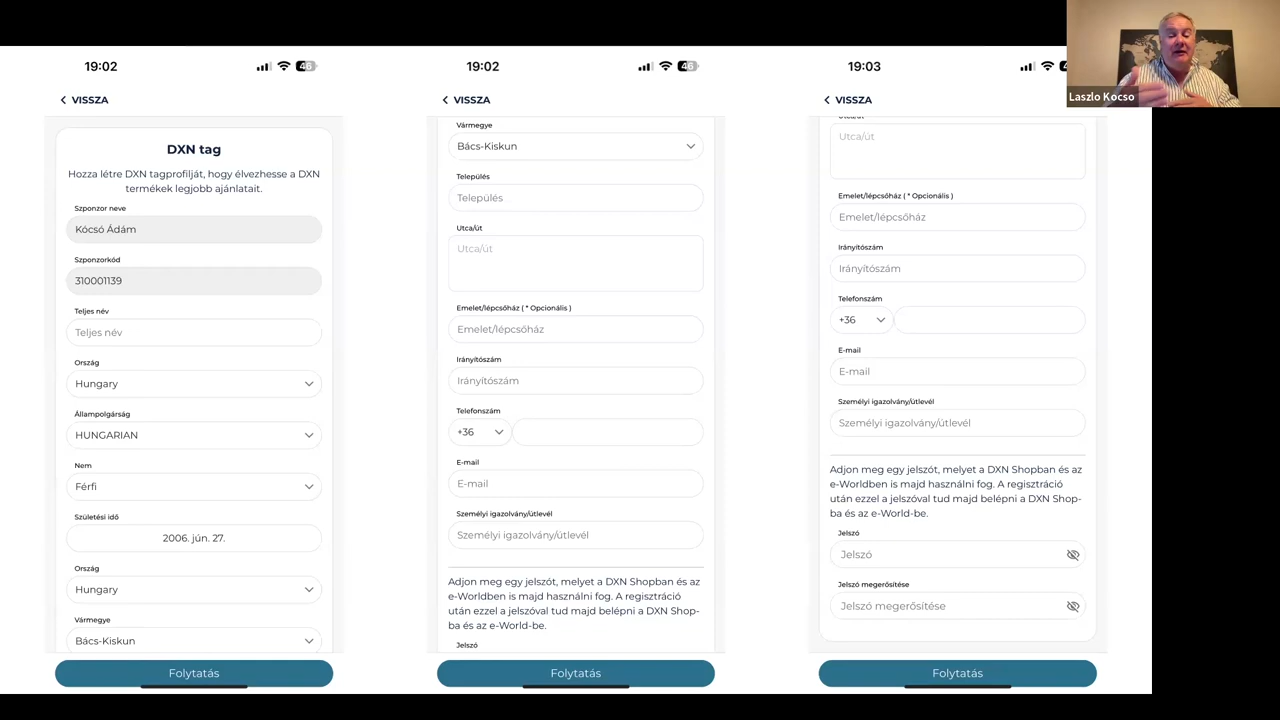 19:02
46
VISSZA
DXN tag
Hozza létre DXN tagprofilját, hogy élvezhesse a DXN
termékek legjobb ajánlatait.
Szponzor neve
Kócsó Ádám
Szponzorkód
310001139
Teljes név
Teljes név
Ország
Hungary
Állampolgárság
HUNGARIAN
Nem
Férfi
Születési idő
2006. jún. 27.
Ország
Hungary
Vármegye
Bács-Kiskun
Folytatás
19:02
46
VISSZA
Vármegye
Bács-Kiskun
Település
Település
Utca/út
Utca/út
Emelet/lépcsőház ( * Opcionális )
Emelet/lépcsőház
Irányítószám
Irányítószám
Telefonszám
+36
E-mail
E-mail
Személyi igazolvány/útlevél
Személyi igazolvány/útlevél
Adjon meg egy jelszót, melyet a DXN Shopban és az
e-Worldben is majd használni fog. A regisztráció
után ezzel a jelszóval tud majd belépni a DXN Shop-
ba és az e-World-be.
Jelszó
Folytatás
19:03
VISSZA
Utca/út
Utca/út
Emelet/lépcsőház ( * Opcionális )
Emelet/lépcsőház
Irányítószám
Irányítószám
Telefonszám
+36
E-mail
E-mail
Személyi igazolvány/útlevél
Személyi igazolvány/útlevél
Adjon meg egy jelszót, melyet a DXN Shopban és az
e-Worldben is majd használni fog. A regisztráció
után ezzel a jelszóval tud majd belépni a DXN Shop-
ba és az e-World-be.
Jelszó
Jelszó
Jelszó megerősítése
Jelszó megerősítése
Folytatás
Laszlo Kocso